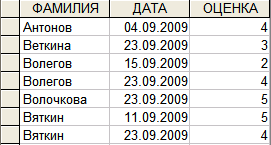 ФАМИЛИЯ ДАТА ОЦЕНКА
Антонов 04.09.2009 4
Веткина 23.09.2009 3
Волегов 15.09.2009 2
Волегов 23.09.2009 4
Волочкова 23.09.2009 5
Вяткин 11.09.2009 5
Вяткин 23.09.2009 4